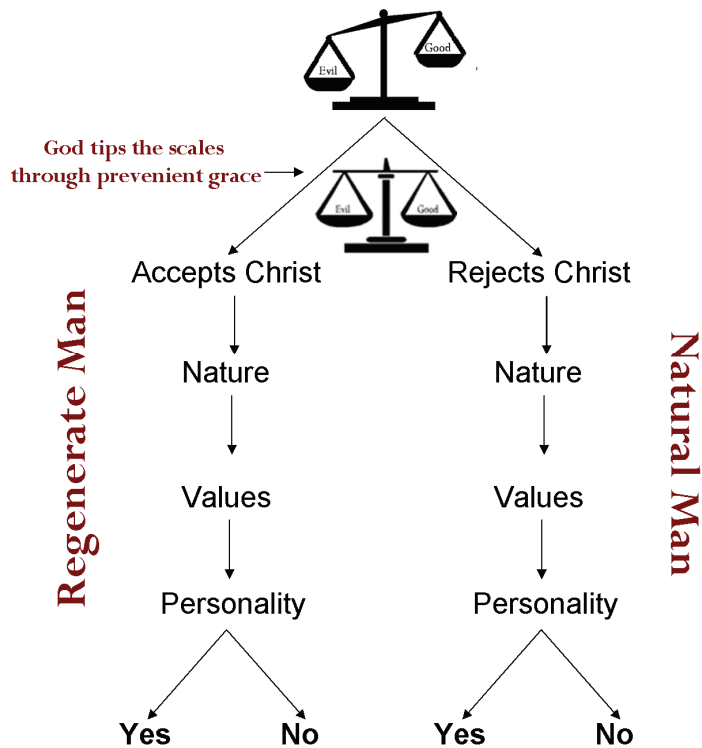 Evil
Good
God tips the scales
through prevenient grace
Evil
Good
Accepts Christ
Rejects Christ
Regenerate Man
Natural Man
Nature
Nature
Values
Values
Personality
Personality
Yes
No
Yes
No